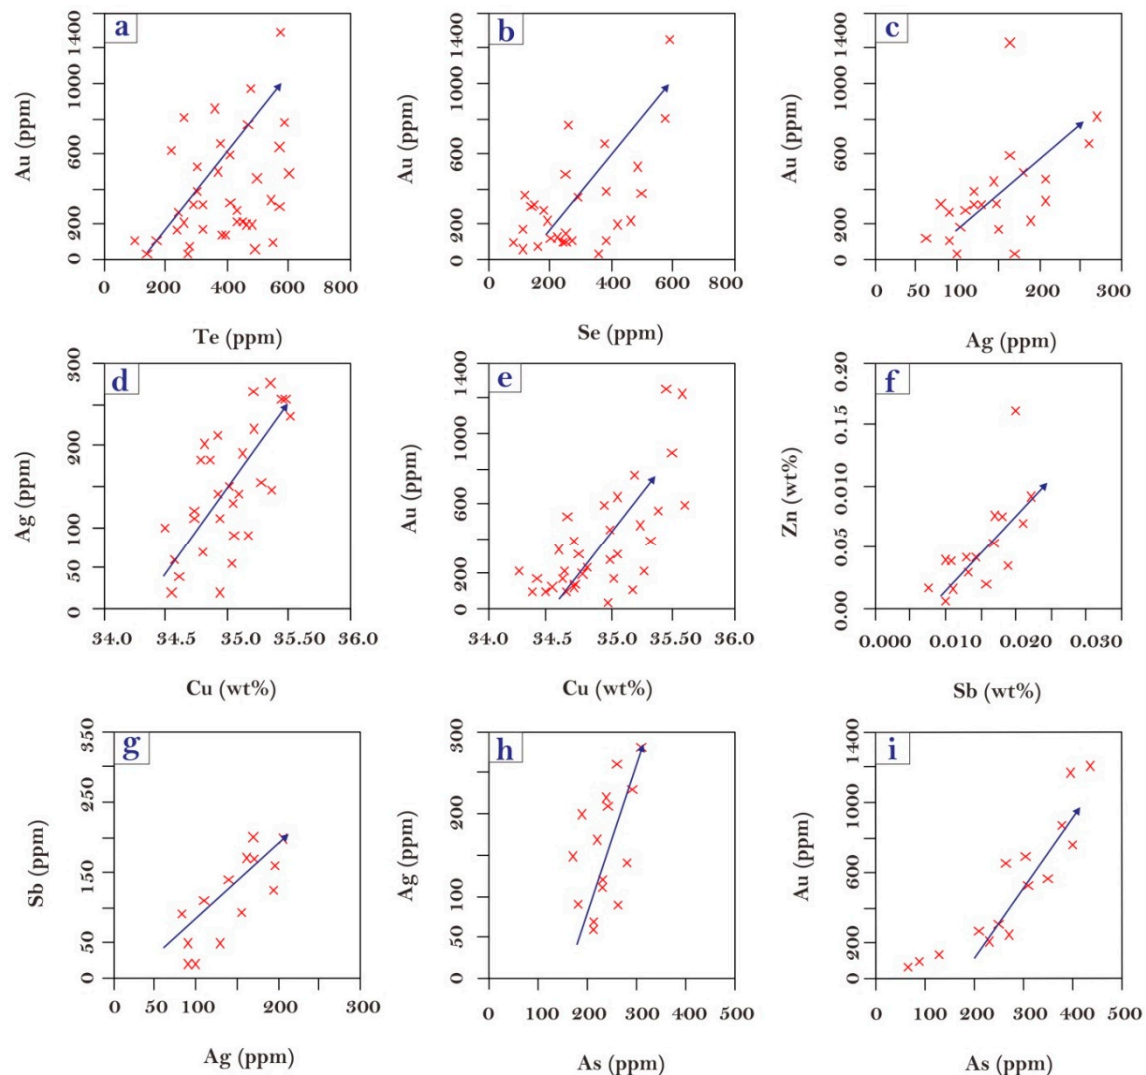 a
Au (ppm)
0 200 600 1000 1400
0 200 400 600 800
Te (ppm)
b
Au (ppm)
0 200 600 1000 1400
0 200 400 600 800
Se (ppm)
c
Au (ppm)
0 200 600 1000 1400
0 50 100 200 300
Ag (ppm)
d
Ag (ppm)
0 50 100 200 300
34.0 34.5 35.0 35.5 36.0
Cu (wt%)
e
Au (ppm)
0 200 600 1000 1400
34.0 34.5 35.0 35.5 36.0
Cu (wt%)
f
Zn (wt%)
0.00 0.05 0.010 0.15 0.20
0.000 0.010 0.020 0.030
Sb (wt%)
g
Sb (ppm)
0 50 150 250 350
0 50 100 200 300
Ag (ppm)
h
Ag (ppm)
0 50 100 200 300
0 100 200 300 400 500
As (ppm)
i
Au (ppm)
0 200 600 1000 1400
0 100 200 300 400 500
As (ppm)